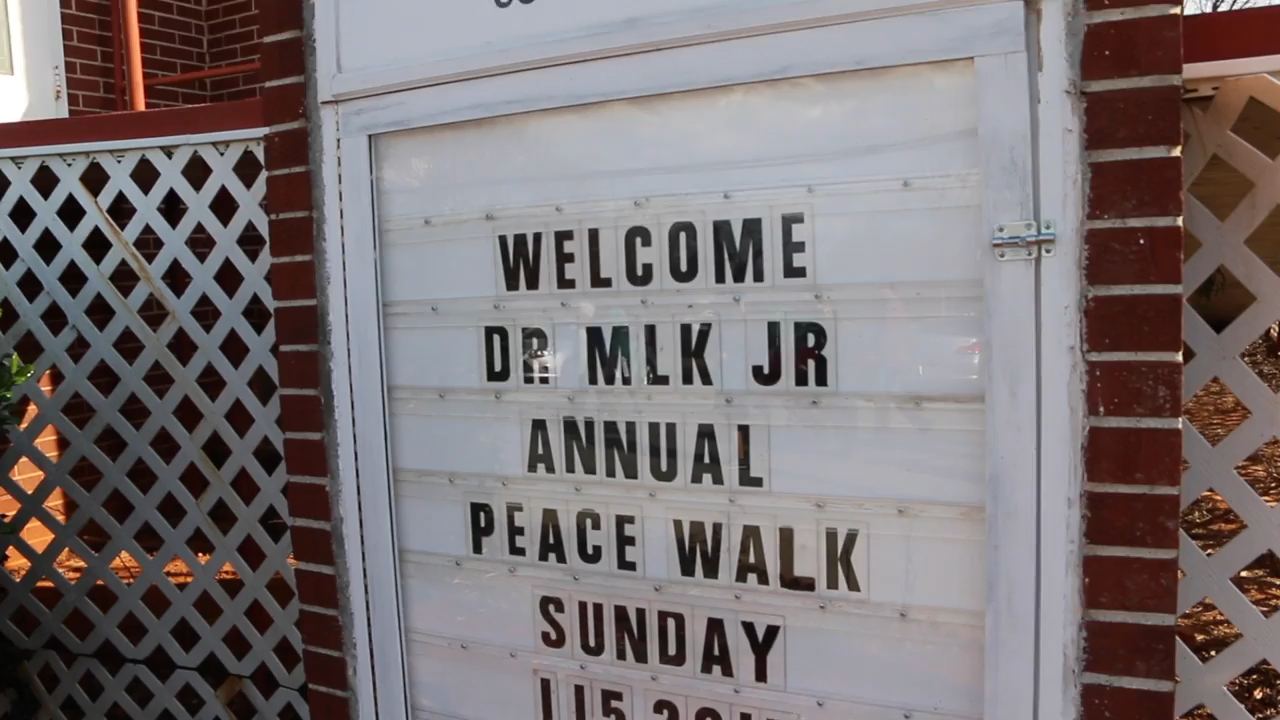 WELCOME
DR MLK JR
ANNUAL
PEACE WALK
SUNDAY